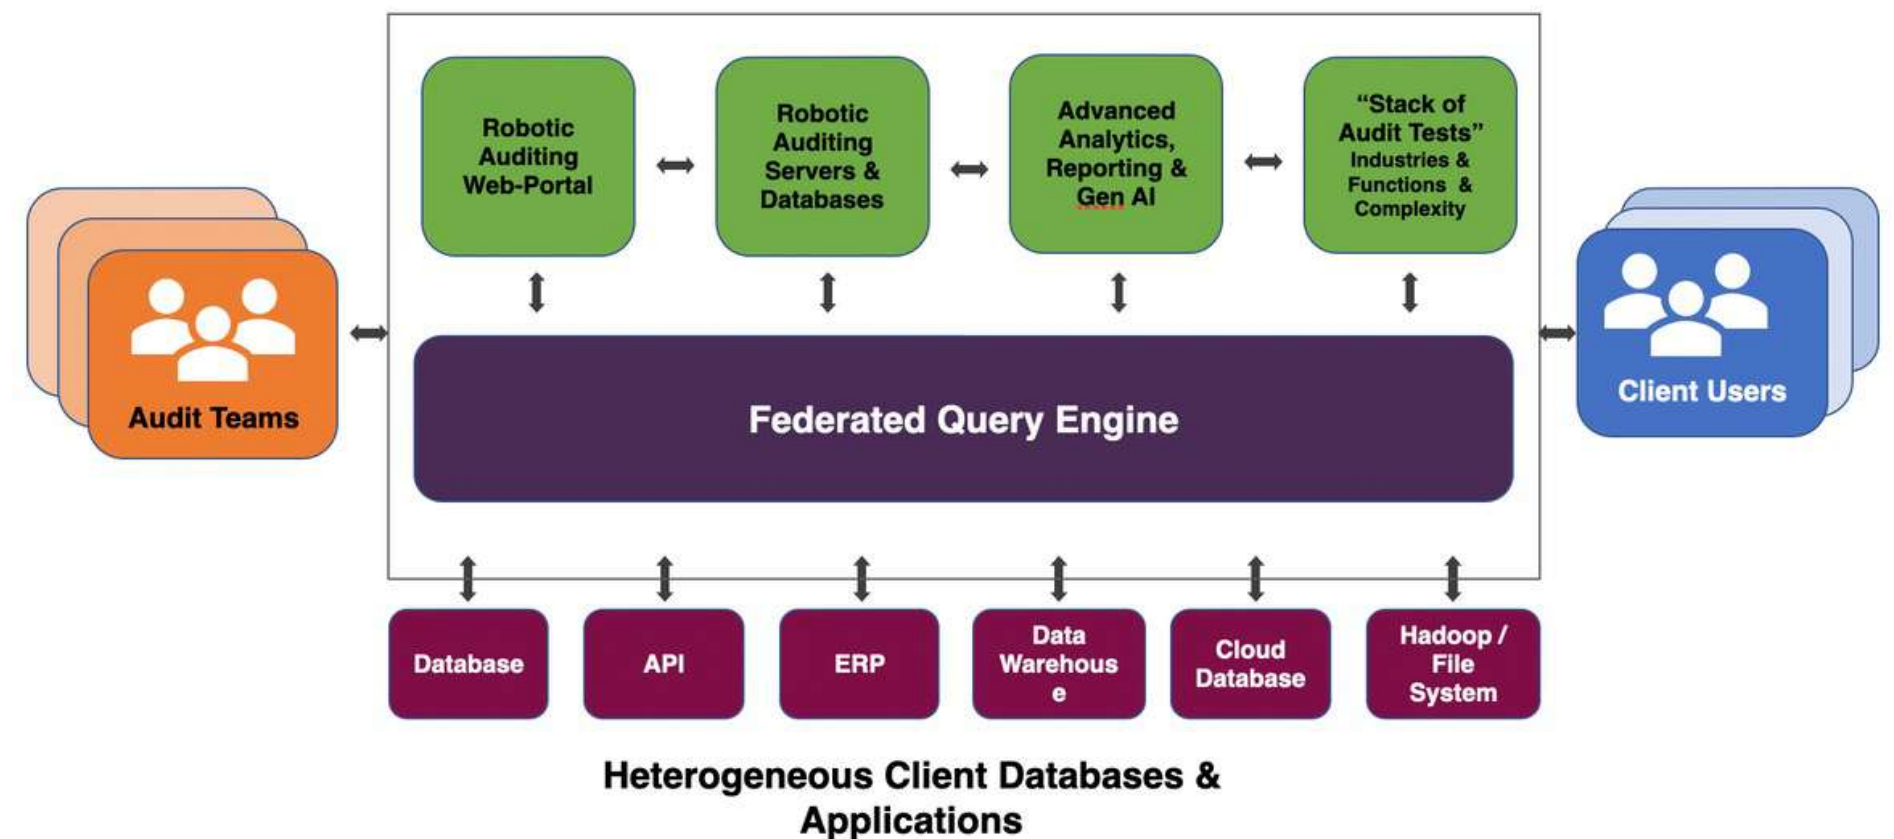 Robotic
Auditing
Web-Portal
Robotic
Auditing
Servers &
Databases
Advanced
Analytics,
Reporting &
Gen AI
“Stack of
Audit Tests”
Industries &
Functions &
Complexity
Audit Teams
Client Users
Federated Query Engine
Database
API
ERP
Data
Warehous
e
Cloud
Database
Hadoop /
File
System
Heterogeneous Client Databases &
Applications